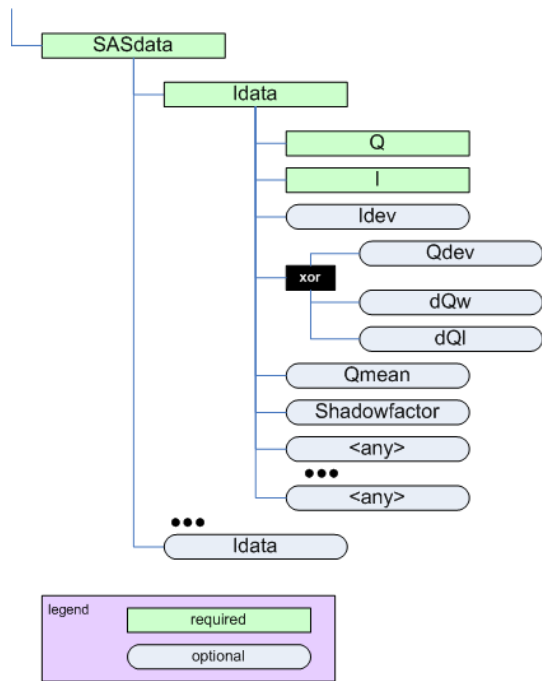 SASdata
Idata
Q
I
Idev
xor
Qdev
dQw
dQl
Qmean
Shadowfactor
<any>
•••
<any>
•••
Idata
legend
required
optional